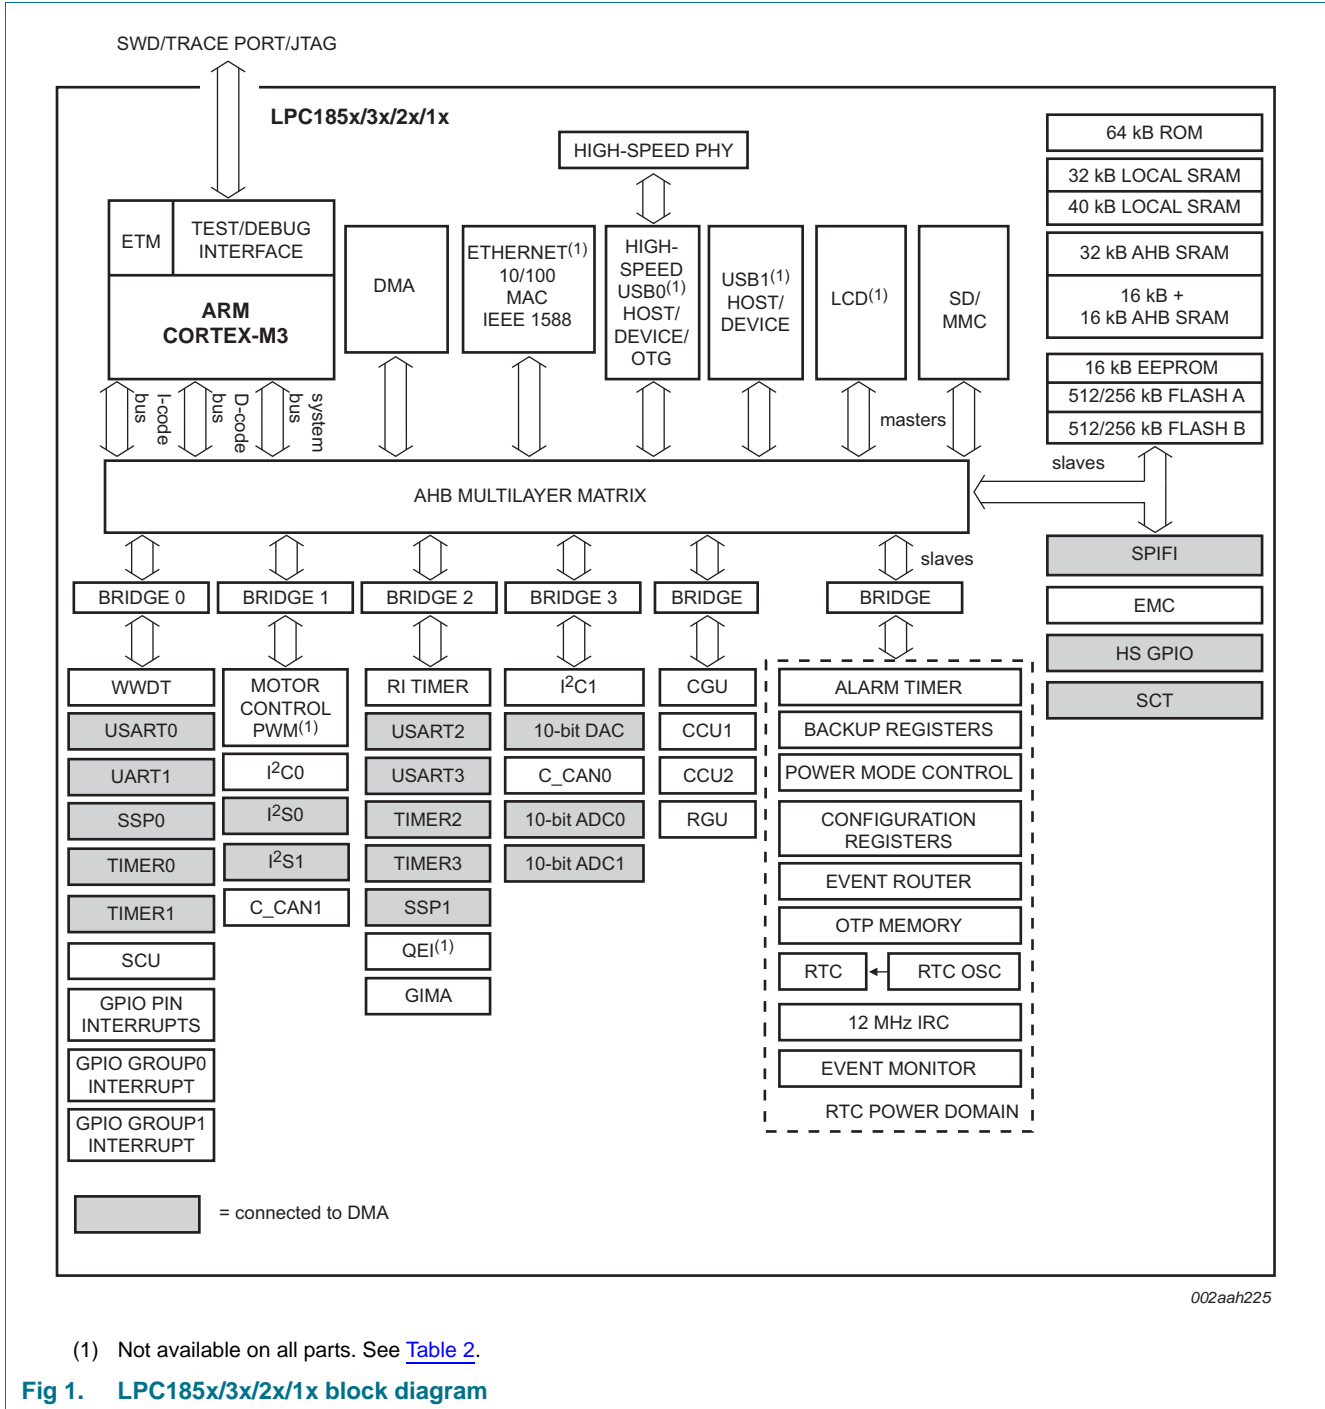 SWD/TRACE PORT/JTAG
LPC185x/3x/2x/1x
HIGH-SPEED PHY
ETM
TEST/DEBUG
INTERFACE
ARM
CORTEX-M3
DMA
ETHERNET(1)
10/100
MAC
IEEE 1588
HIGH-
SPEED
USB0(1)
HOST/
DEVICE/
OTG
USB1(1)
HOST/
DEVICE
LCD(1)
SD/
MMC
64 kB ROM
32 kB LOCAL SRAM
40 kB LOCAL SRAM
32 kB AHB SRAM
16 kB +
16 kB AHB SRAM
16 kB EEPROM
512/256 kB FLASH A
512/256 kB FLASH B
I-code
bus
D-code
bus
system
bus
masters
slaves
AHB MULTILAYER MATRIX
slaves
SPIFI
EMC
HS GPIO
SCT
BRIDGE 0
BRIDGE 1
BRIDGE 2
BRIDGE 3
BRIDGE
BRIDGE
WWDT
USART0
UART1
SSP0
TIMER0
TIMER1
SCU
GPIO PIN
INTERRUPTS
GPIO GROUP0
INTERRUPT
GPIO GROUP1
INTERRUPT
MOTOR
CONTROL
PWM(1)
I2C0
I2S0
I2S1
C_CAN1
RI TIMER
USART2
USART3
TIMER2
TIMER3
SSP1
QEI(1)
GIMA
I2C1
10-bit DAC
C_CAN0
10-bit ADC0
10-bit ADC1
CGU
CCU1
CCU2
RGU
ALARM TIMER
BACKUP REGISTERS
POWER MODE CONTROL
CONFIGURATION
REGISTERS
EVENT ROUTER
OTP MEMORY
RTC
RTC OSC
12 MHz IRC
EVENT MONITOR
RTC POWER DOMAIN
= connected to DMA
002aah225
(1) Not available on all parts. See Table 2.
Fig 1. LPC185x/3x/2x/1x block diagram